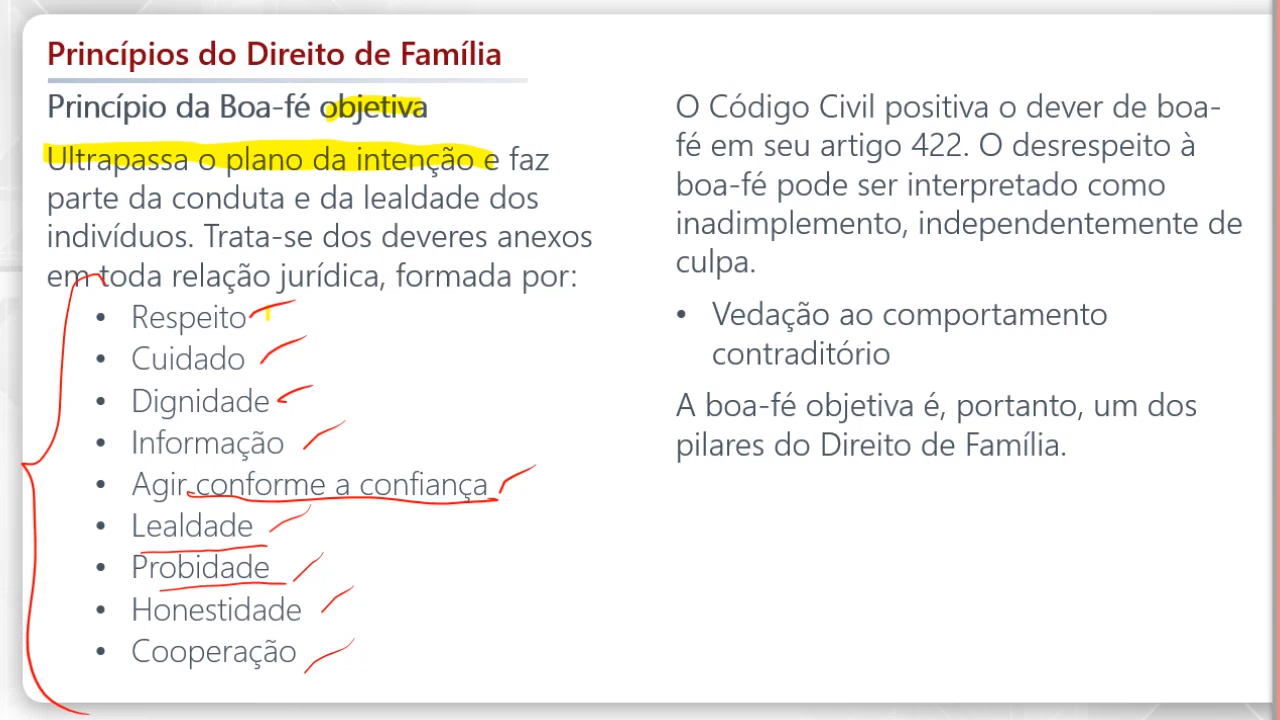 Princípios do Direito de Família
Princípio da Boa-fé objetiva
Ultrapassa o plano da intenção e faz
parte da conduta e da lealdade dos
indivíduos. Trata-se dos deveres anexos
em toda relação jurídica, formada por:
• Respeito
• Cuidado
• Dignidade
• Informação
• Agir conforme a confiança
• Lealdade
• Probidade
• Honestidade
• Cooperação
O Código Civil positiva o dever de boa-
fé em seu artigo 422. O desrespeito à
boa-fé pode ser interpretado como
inadimplemento, independentemente de
culpa.
• Vedação ao comportamento
contraditório
A boa-fé objetiva é, portanto, um dos
pilares do Direito de Família.